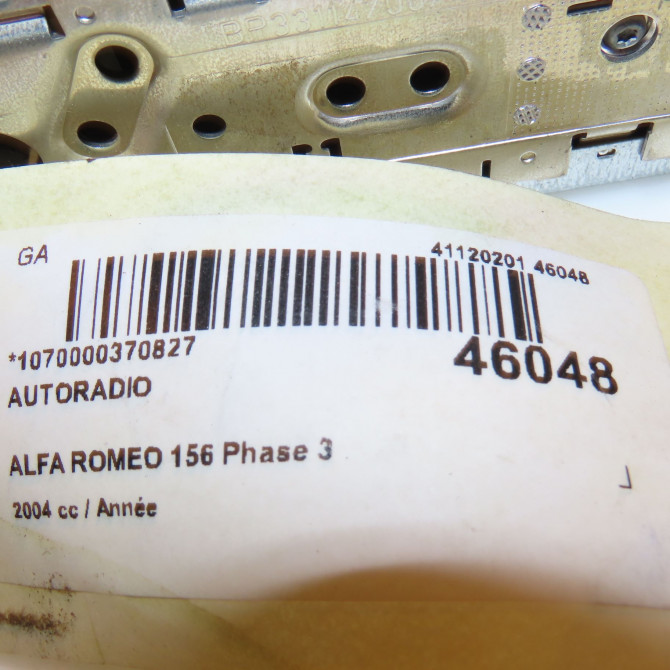 GA
41120201 46048
*1070000370827
46048
AUTORADIO
ALFA ROMEO 156 Phase 3
2004 cc / Année